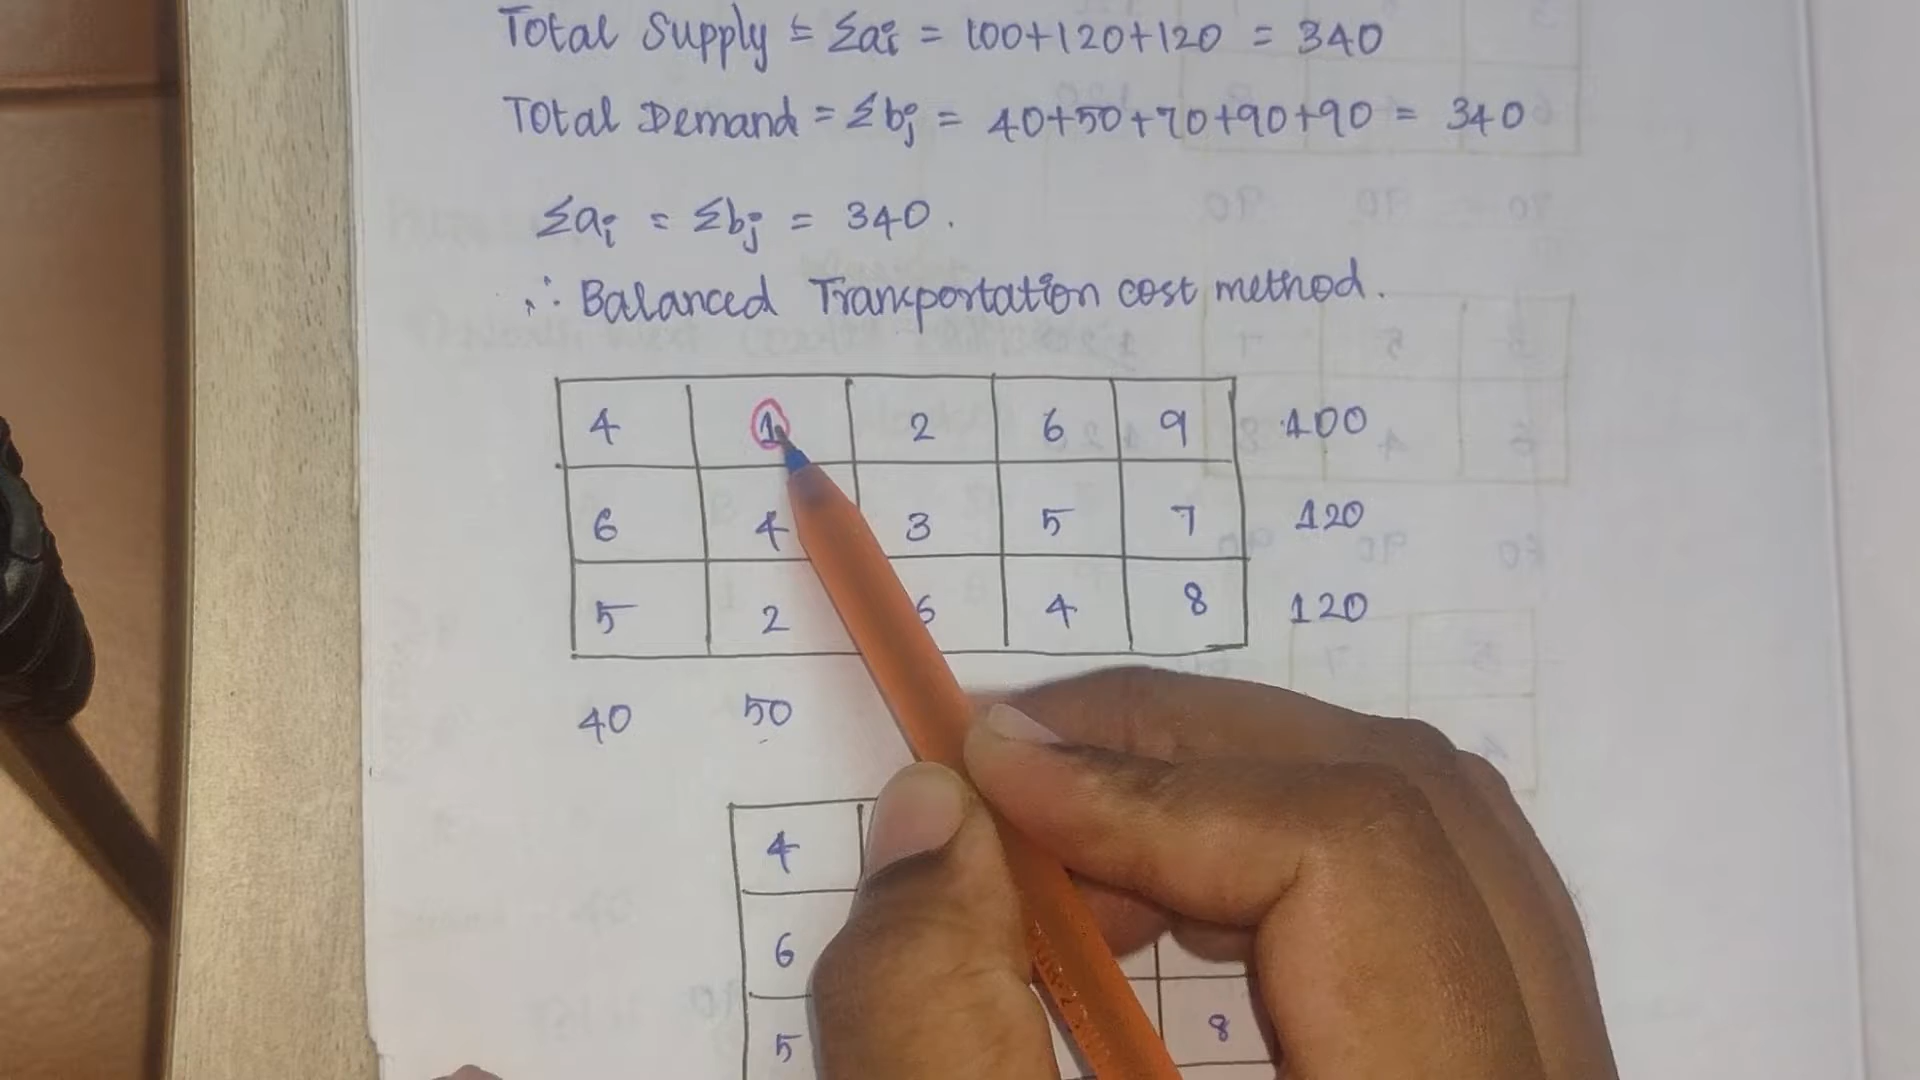 Total Supply = Σai = 100+120+120 = 340
Total Demand = Σbj = 40+50+70+90+90 = 340
Σai = Σbj = 340.
∴ Balanced Transportation cost method.
4 1 2 6 9 100
6 4 3 5 7 120
5 2 6 4 8 120
40 50
4
6
5 8